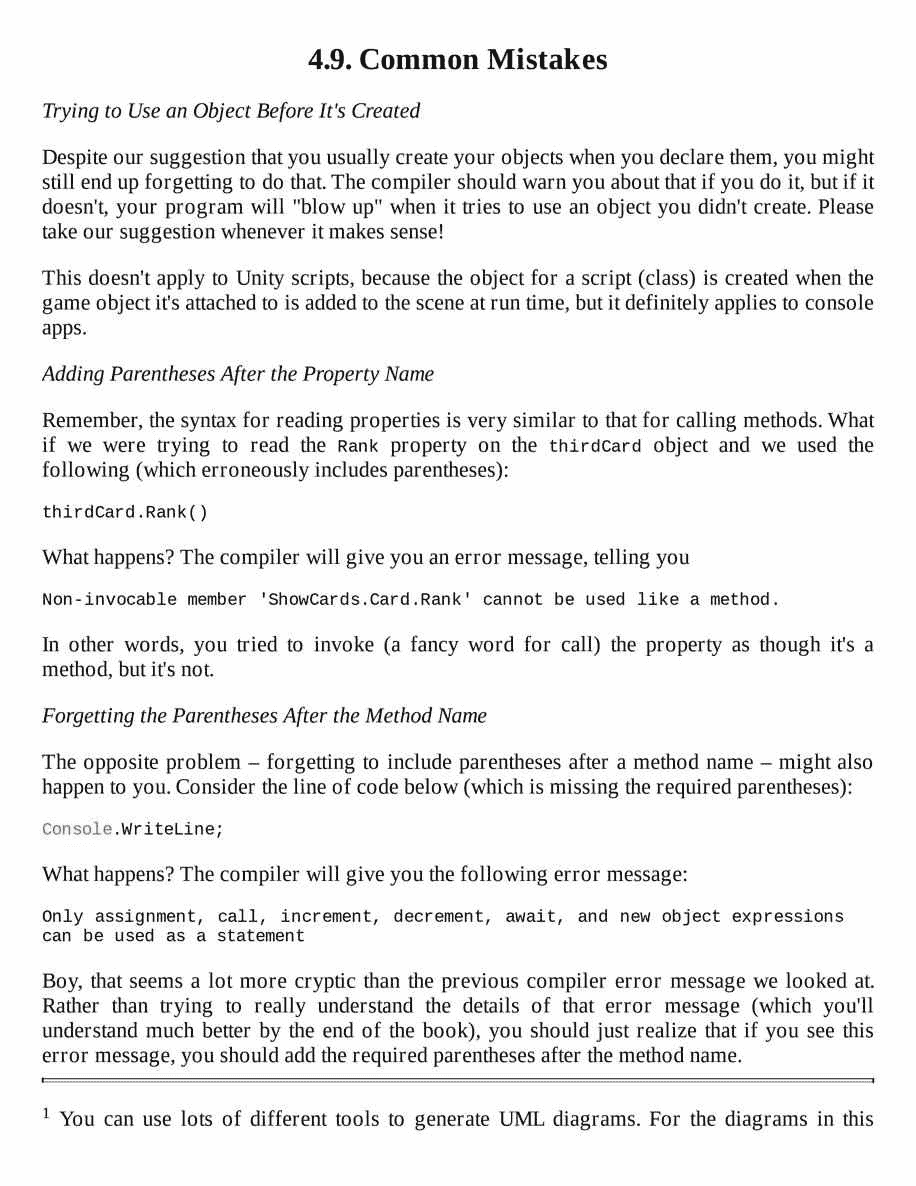 4.9. Common Mistakes
Trying to Use an Object Before It's Created
Despite our suggestion that you usually create your objects when you declare them, you might
still end up forgetting to do that. The compiler should warn you about that if you do it, but if it
doesn't, your program will "blow up" when it tries to use an object you didn't create. Please
take our suggestion whenever it makes sense!
This doesn't apply to Unity scripts, because the object for a script (class) is created when the
game object it's attached to is added to the scene at run time, but it definitely applies to console
apps.
Adding Parentheses After the Property Name
Remember, the syntax for reading properties is very similar to that for calling methods. What
if we were trying to read the Rank property on the thirdCard object and we used the
following (which erroneously includes parentheses):
thirdCard.Rank()
What happens? The compiler will give you an error message, telling you
Non-invocable member 'ShowCards.Card.Rank' cannot be used like a method.
In other words, you tried to invoke (a fancy word for call) the property as though it's a
method, but it's not.
Forgetting the Parentheses After the Method Name
The opposite problem – forgetting to include parentheses after a method name – might also
happen to you. Consider the line of code below (which is missing the required parentheses):
Console.WriteLine;
What happens? The compiler will give you the following error message:
Only assignment, call, increment, decrement, await, and new object expressions
can be used as a statement
Boy, that seems a lot more cryptic than the previous compiler error message we looked at.
Rather than trying to really understand the details of that error message (which you'll
understand much better by the end of the book), you should just realize that if you see this
error message, you should add the required parentheses after the method name.
1 You can use lots of different tools to generate UML diagrams. For the diagrams in this